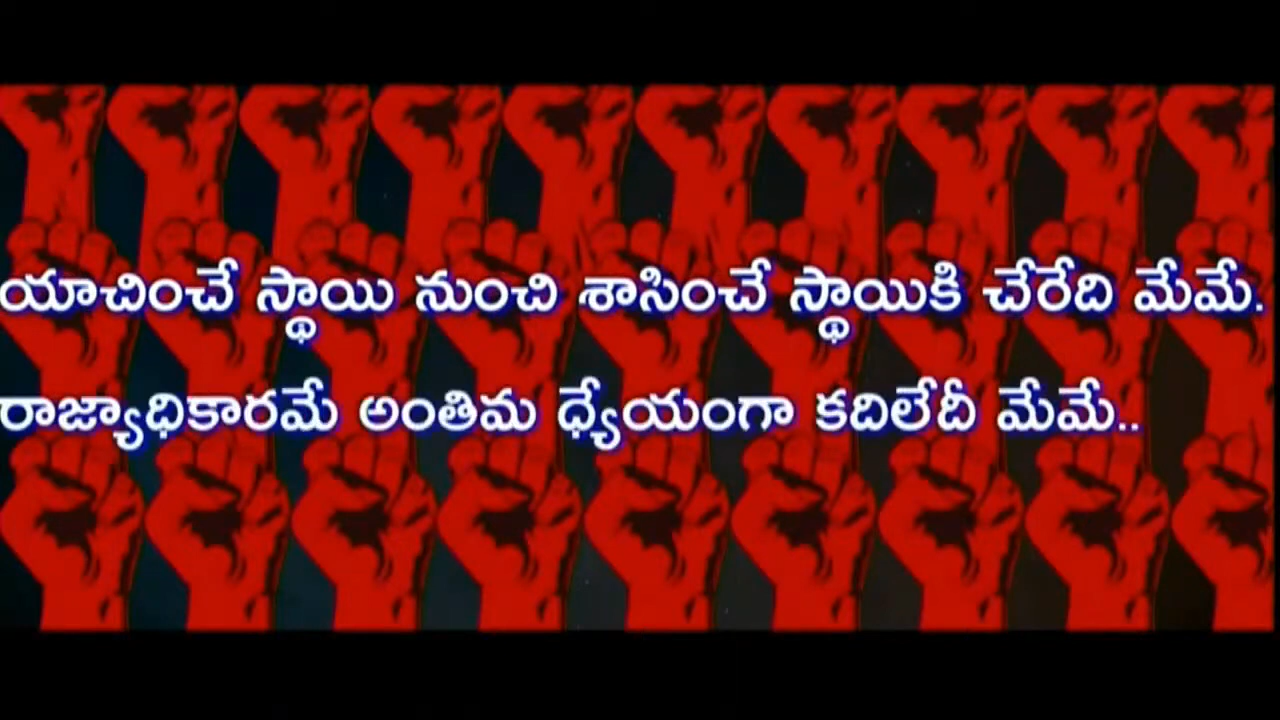 యాచించే స్థాయి నుంచి శాసించే స్థాయికి చేరేది మేమే.
రాజ్యాధికారమే అంతిమ ధ్యేయంగా కదిలేదీ మేమే..